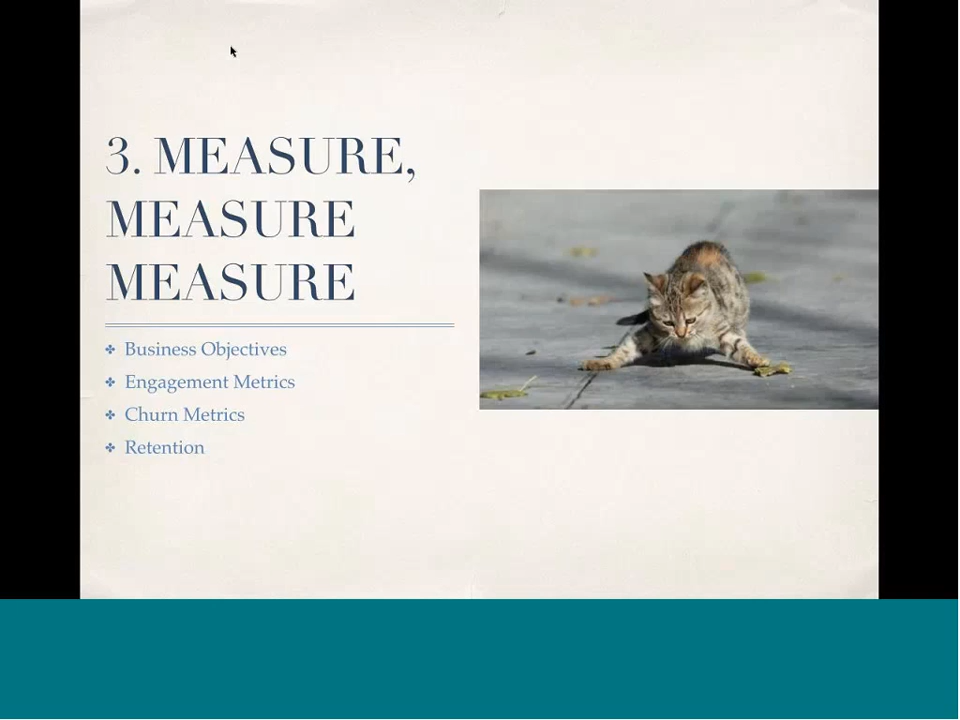 3. MEASURE,
MEASURE
MEASURE
Business Objectives
Engagement Metrics
Churn Metrics
Retention